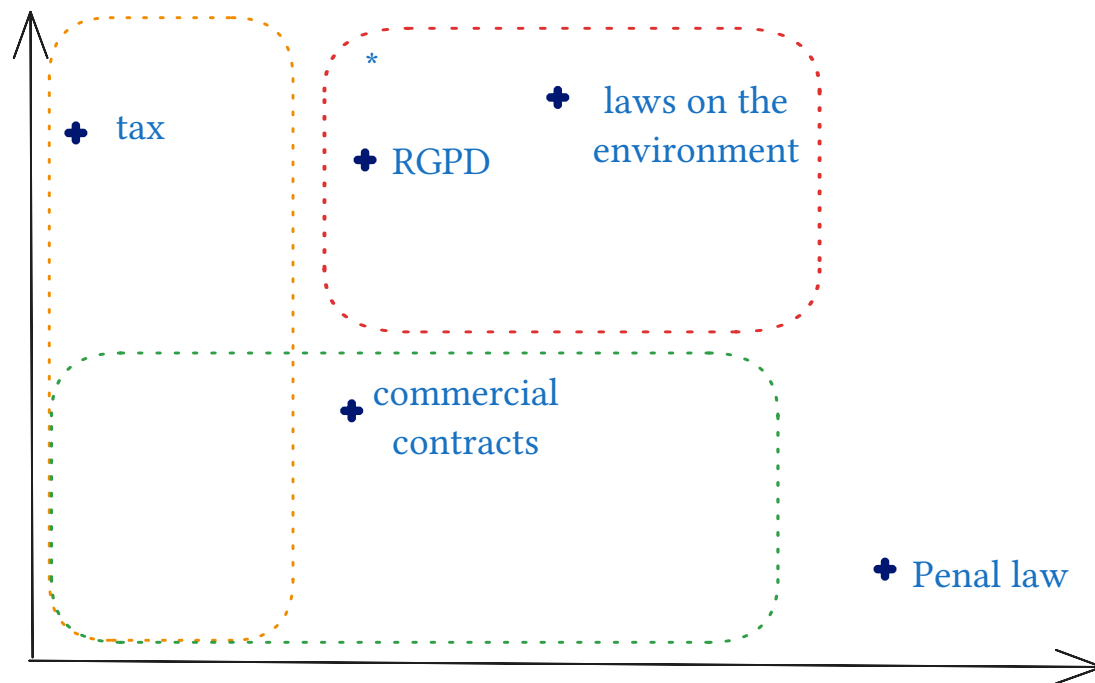 *
laws on the
environment
tax
RGPD
commercial
contracts
Penal law